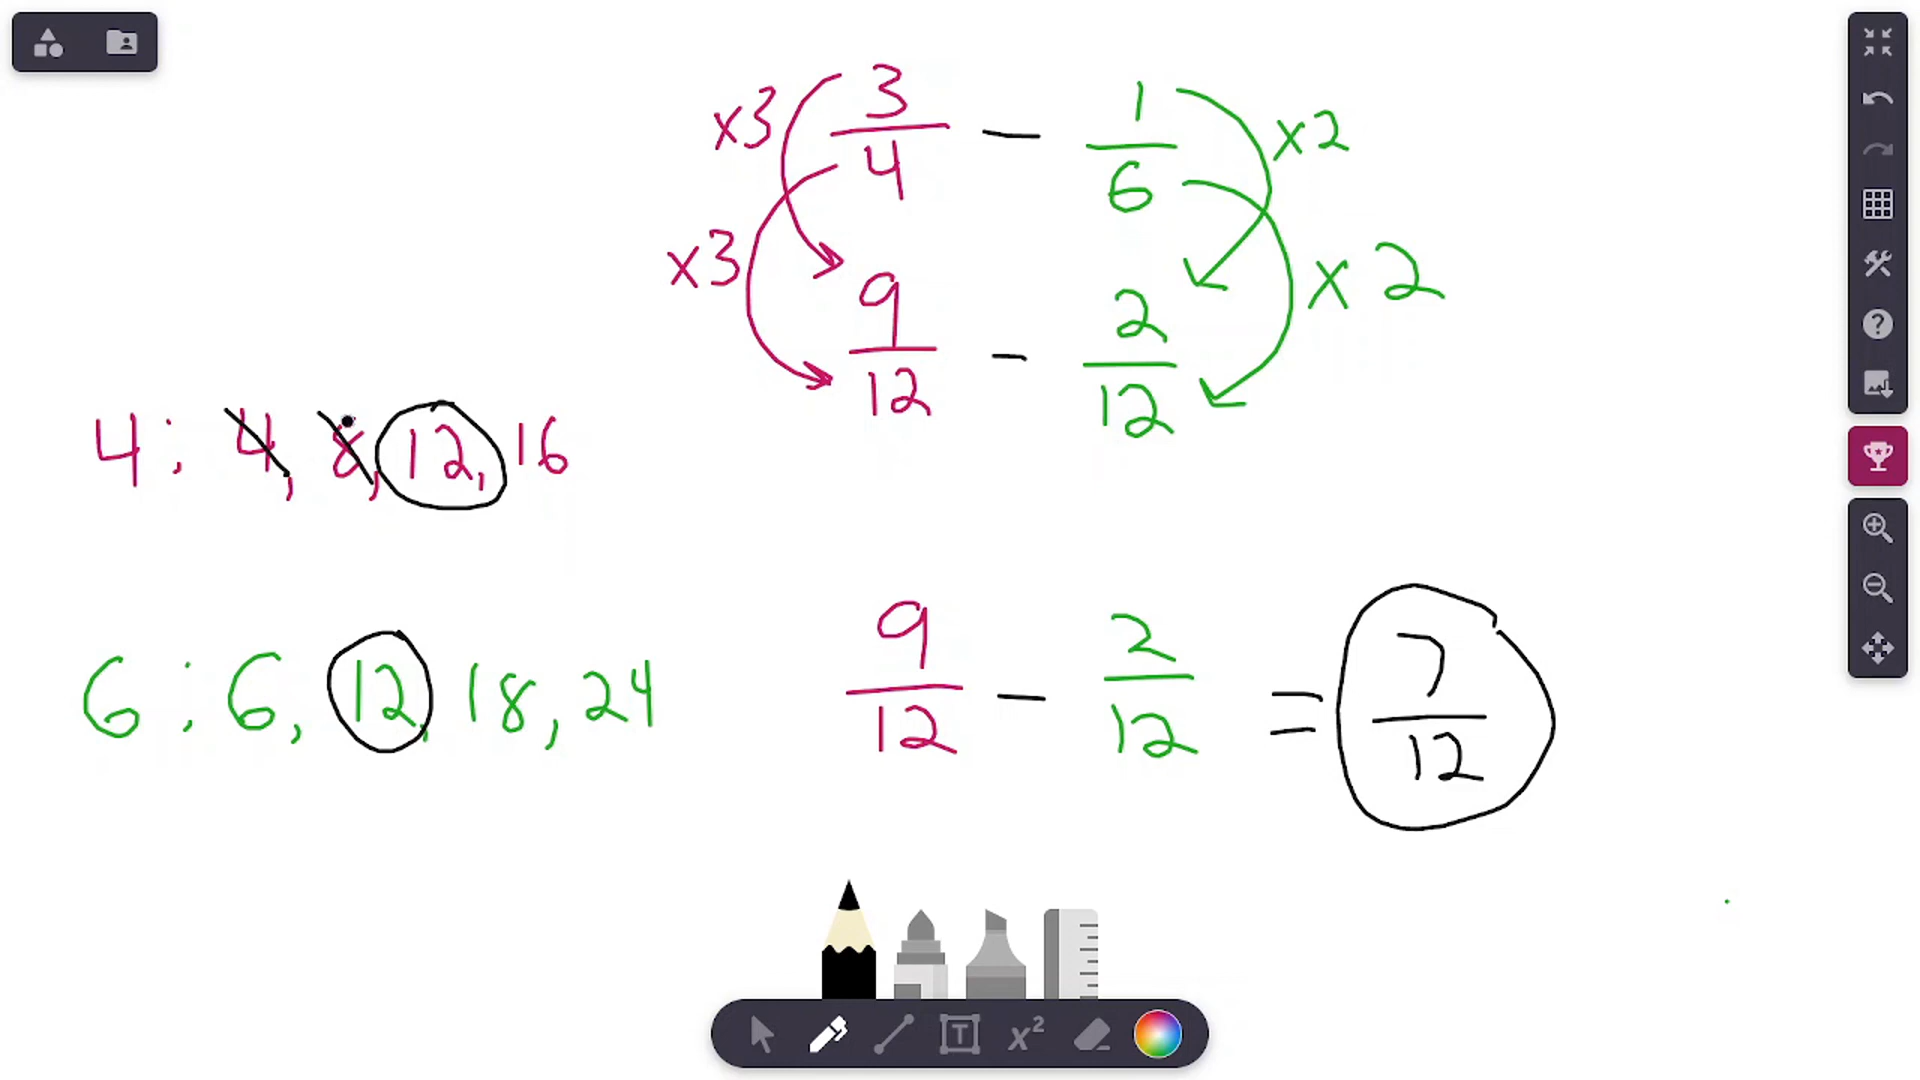 x3 3/4 - 1/6 x2
x3 9/12 - 2/12 x2
4: 4, 8, 12, 16
6: 6, 12, 18, 24
9/12 - 2/12 = 7/12
T x²
?